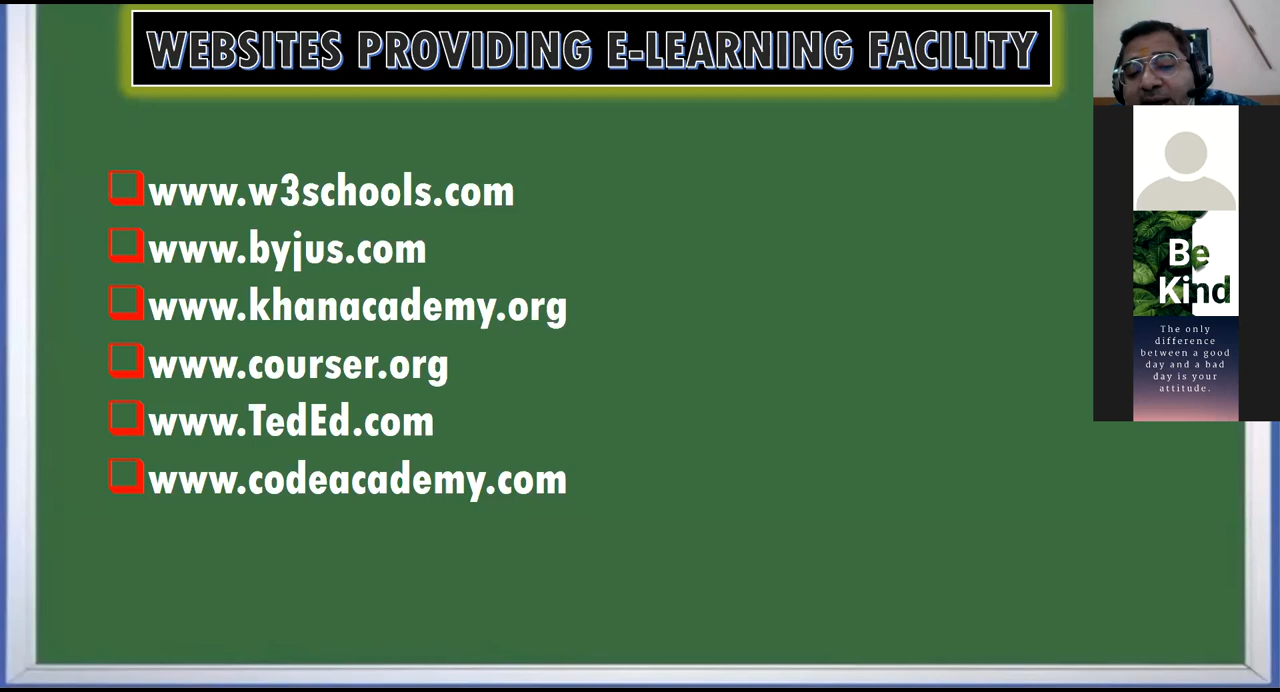 WEBSITES PROVIDING E-LEARNING FACILITY
www.w3schools.com
www.byjus.com
www.khanacademy.org
www.courser.org
www.TedEd.com
www.codeacademy.com
Be
Kind
The only
difference
between a good
day and a bad
day is your
attitude.